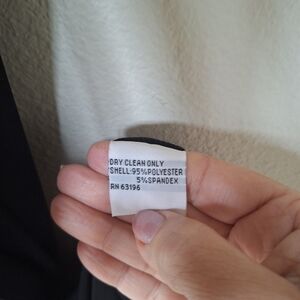 DRY CLEAN ONLY
SHELL:95%POLYESTER
5%SPANDEX
RN 63196